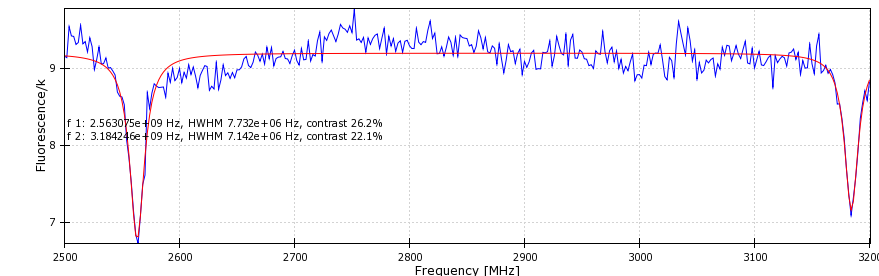 9
8
7
Fluorescence/k
f 1: 2.563075e+09 Hz, HWHM 7.732e+06 Hz, contrast 26.2%
f 2: 3.184246e+09 Hz, HWHM 7.142e+06 Hz, contrast 22.1%
2500 2600 2700 2800 2900 3000 3100 3200
Frequency [MHz]